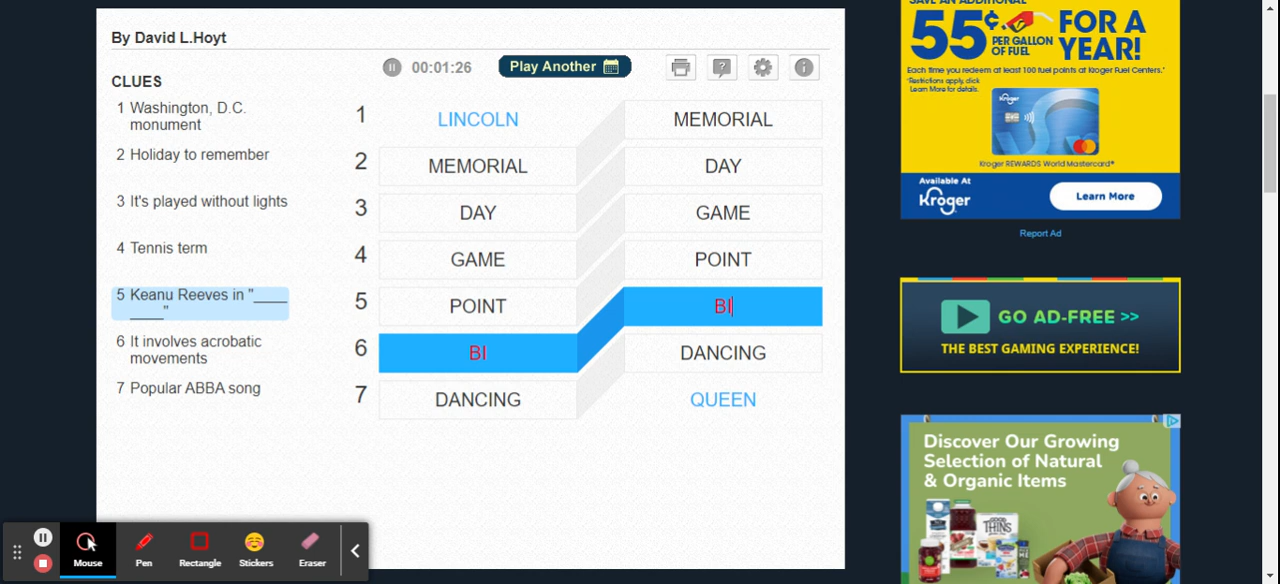 By David L.Hoyt
00:01:26
Play Another
CLUES
1 Washington, D.C. monument
2 Holiday to remember
3 It's played without lights
4 Tennis term
5 Keanu Reeves in "____ ____"
6 It involves acrobatic movements
7 Popular ABBA song
1 LINCOLN MEMORIAL
2 MEMORIAL DAY
3 DAY GAME
4 GAME POINT
5 POINT BI
6 BI DANCING
7 DANCING QUEEN
SAVE AN ADDITIONAL
55¢ PER GALLON OF FUEL FOR A YEAR!
Each time you redeem at least 100 fuel points at Kroger Fuel Centers.*
*Restrictions apply, click Learn More for details.
Kroger
Kroger REWARDS World Mastercard®
Available At
Kroger
Learn More
Report Ad
GO AD-FREE >>
THE BEST GAMING EXPERIENCE!
Discover Our Growing
Selection of Natural
& Organic Items
GOOD THiNS
Mouse
Pen
Rectangle
Stickers
Eraser